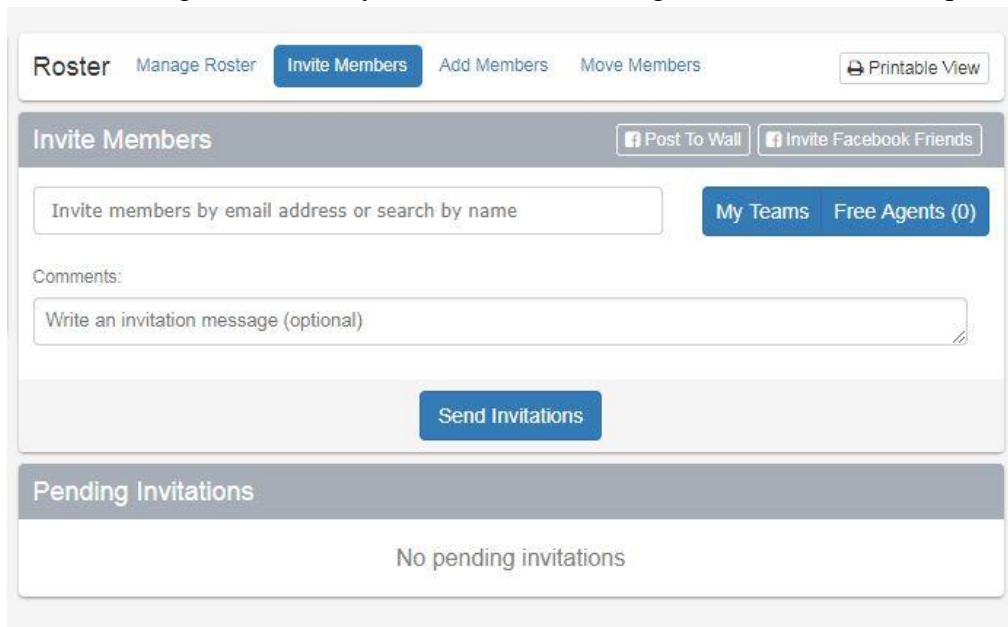 Roster Manage Roster Invite Members Add Members Move Members Printable View
Invite Members Post To Wall Invite Facebook Friends
Invite members by email address or search by name My Teams Free Agents (0)
Comments:
Write an invitation message (optional)
Send Invitations
Pending Invitations
No pending invitations